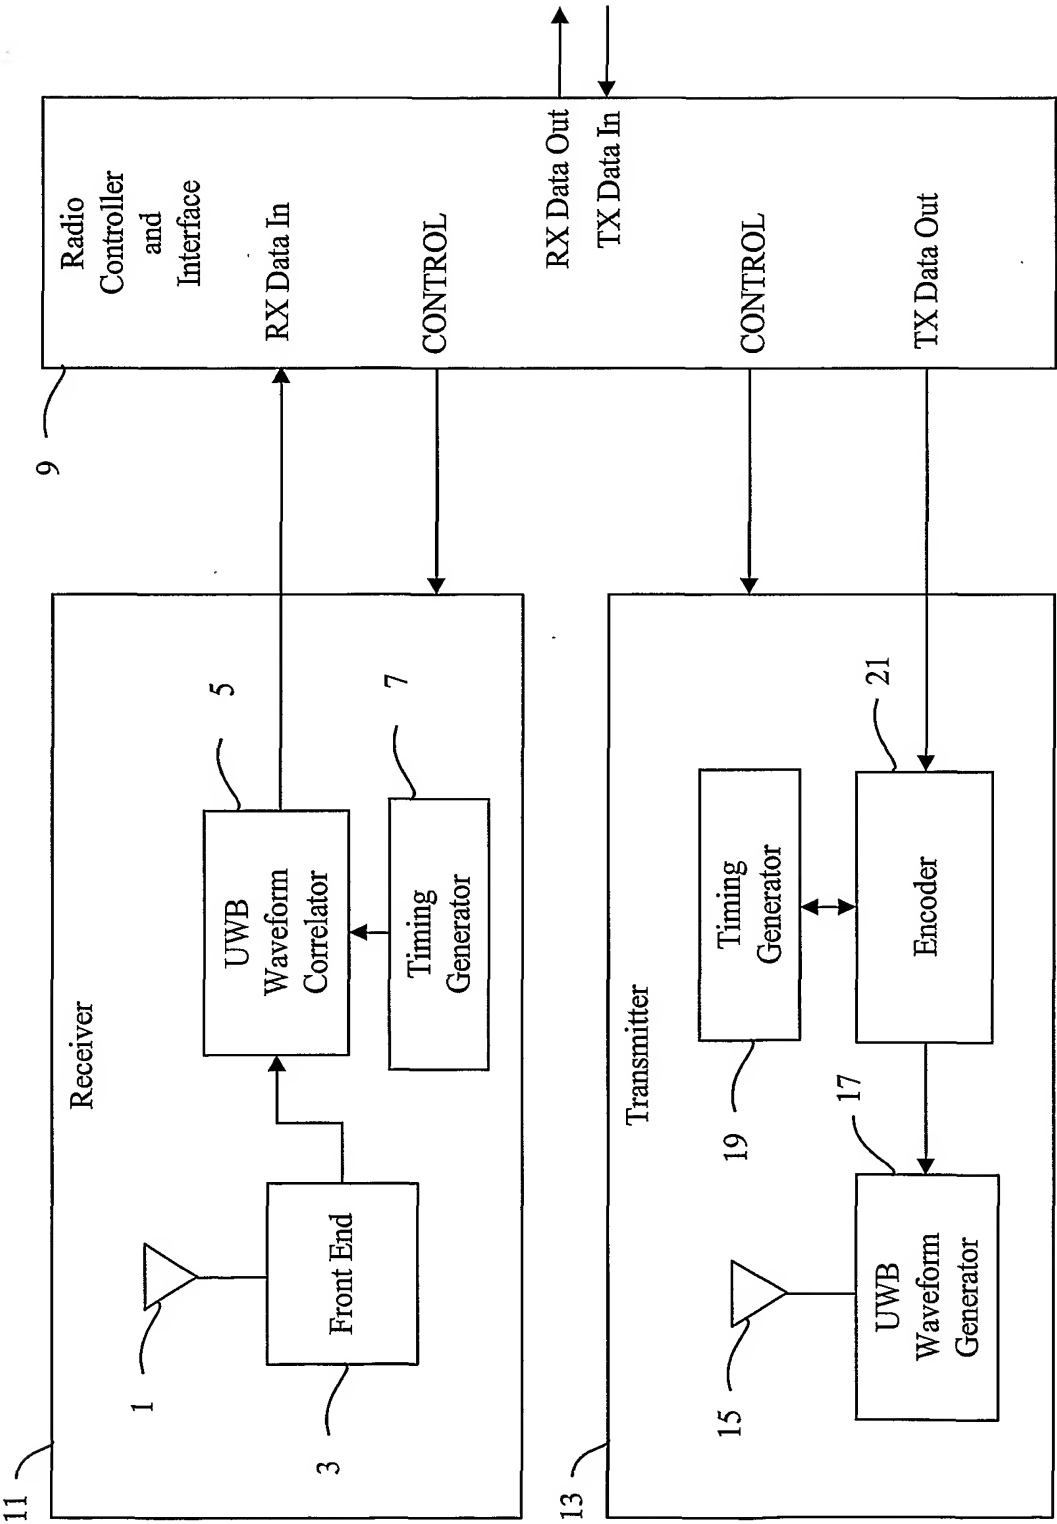 11
Receiver
1
3
Front End
5
UWB
Waveform
Correlator
7
Timing
Generator
9
Radio
Controller
and
Interface
RX Data In
CONTROL
RX Data Out
TX Data In
CONTROL
TX Data Out
13
Transmitter
15
UWB
Waveform
Generator
17
19
Timing
Generator
21
Encoder